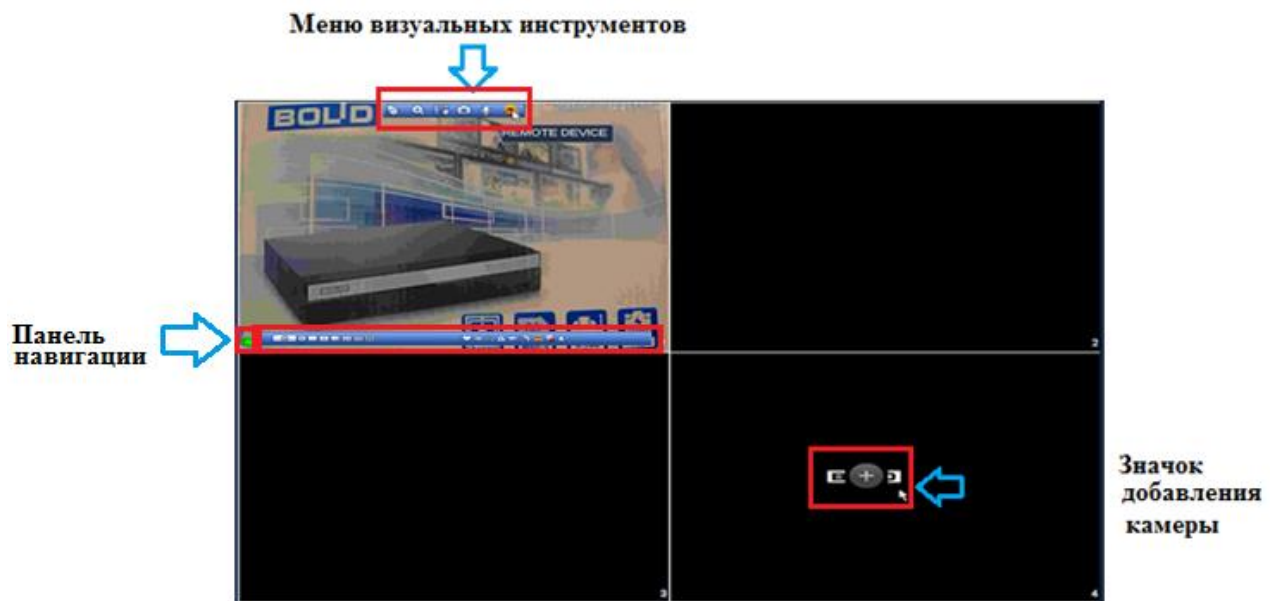 Меню визуальных инструментов
BOLID
REMOTE DEVICE
Панель
навигации
2
Значок
добавления
камеры
3
4